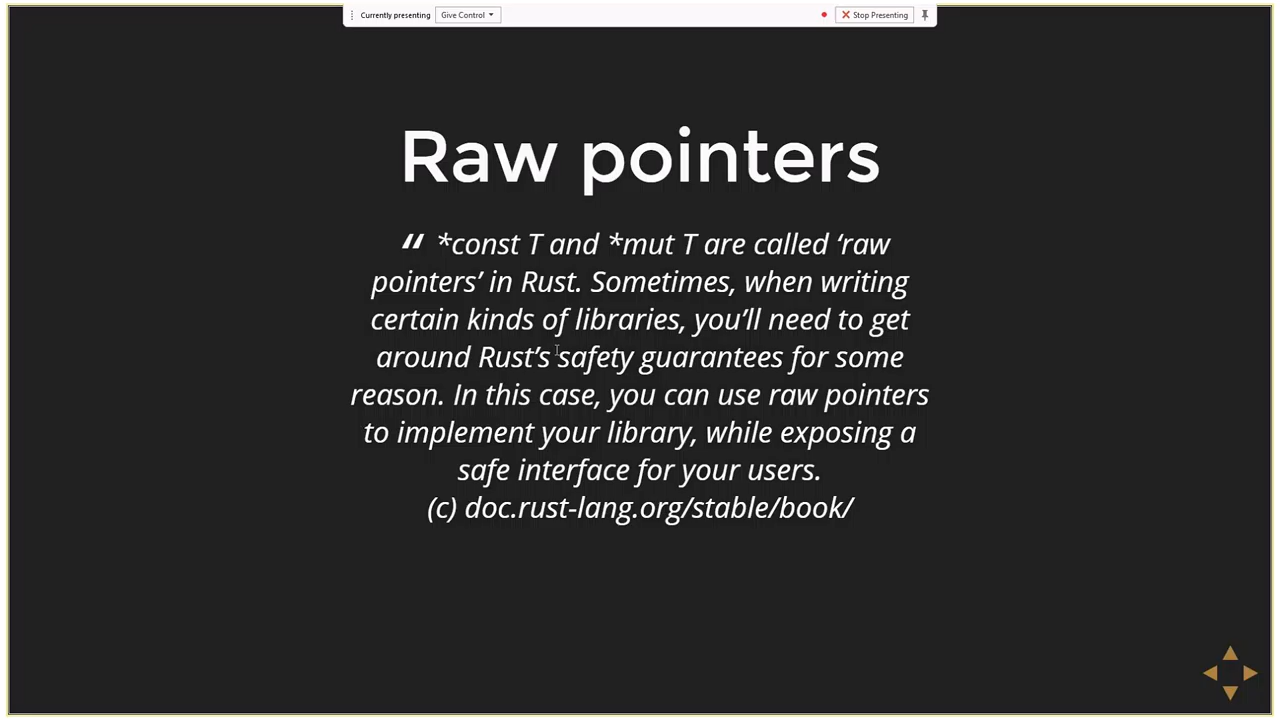 Currently presenting Give Control Stop Presenting
Raw pointers
“ *const T and *mut T are called ‘raw
pointers’ in Rust. Sometimes, when writing
certain kinds of libraries, you’ll need to get
around Rust’s safety guarantees for some
reason. In this case, you can use raw pointers
to implement your library, while exposing a
safe interface for your users.
(c) doc.rust-lang.org/stable/book/